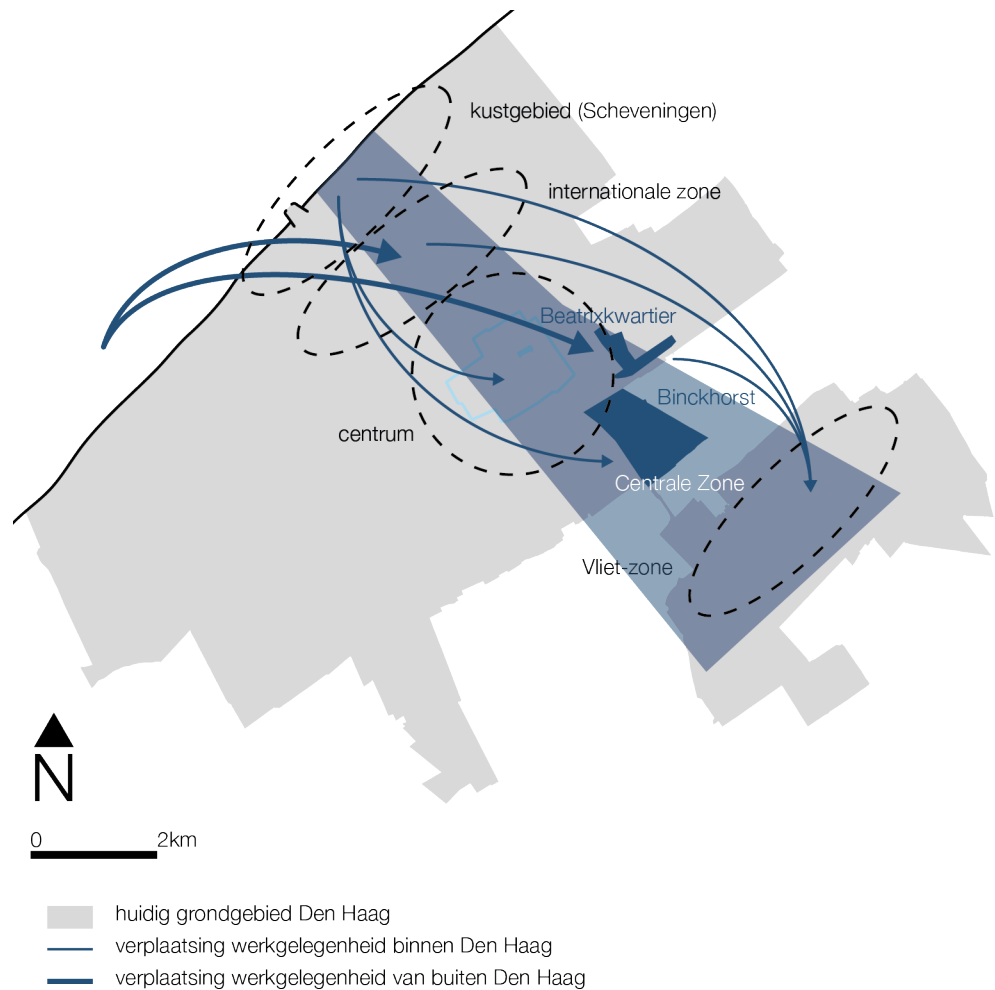 kustgebied (Scheveningen)
internationale zone
Beatrixkwartier
Binckhorst
centrum
Centrale Zone
Vliet-zone
N
0 2km
huidig grondgebied Den Haag
verplaatsing werkgelegenheid binnen Den Haag
verplaatsing werkgelegenheid van buiten Den Haag